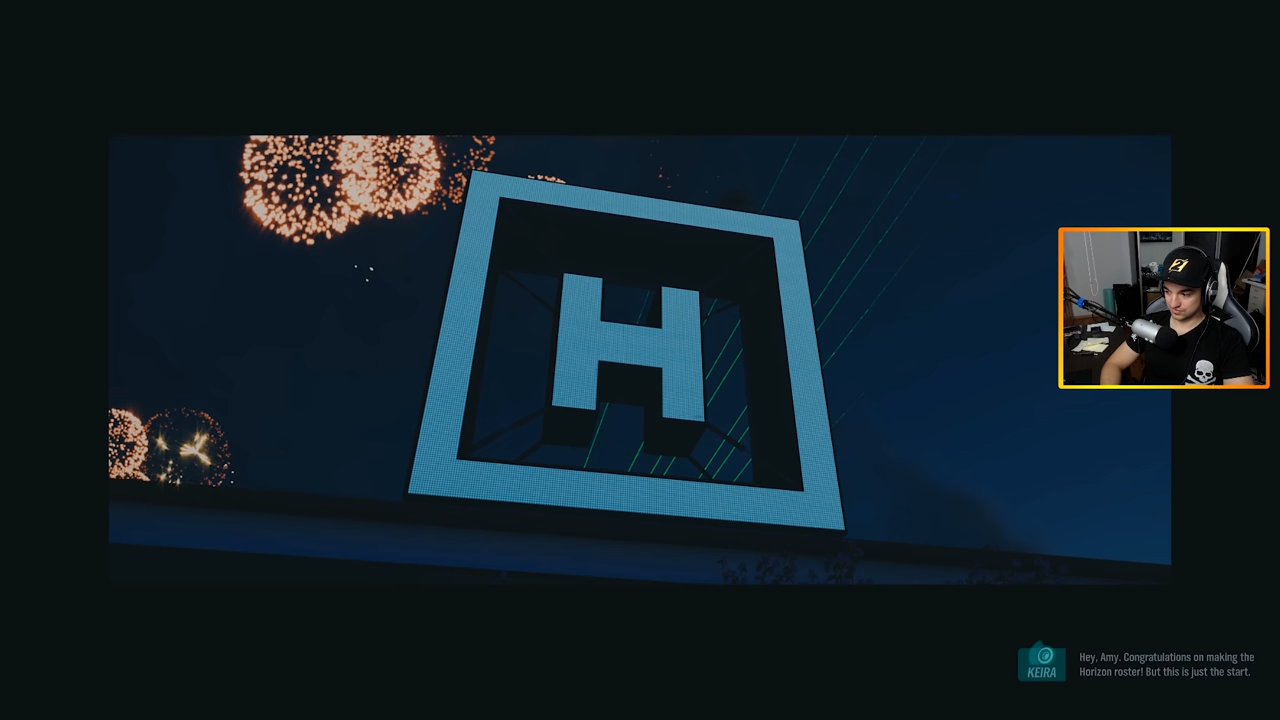 H
Hey, Amy. Congratulations on making the
Horizon roster! But this is just the start.
KEIRA